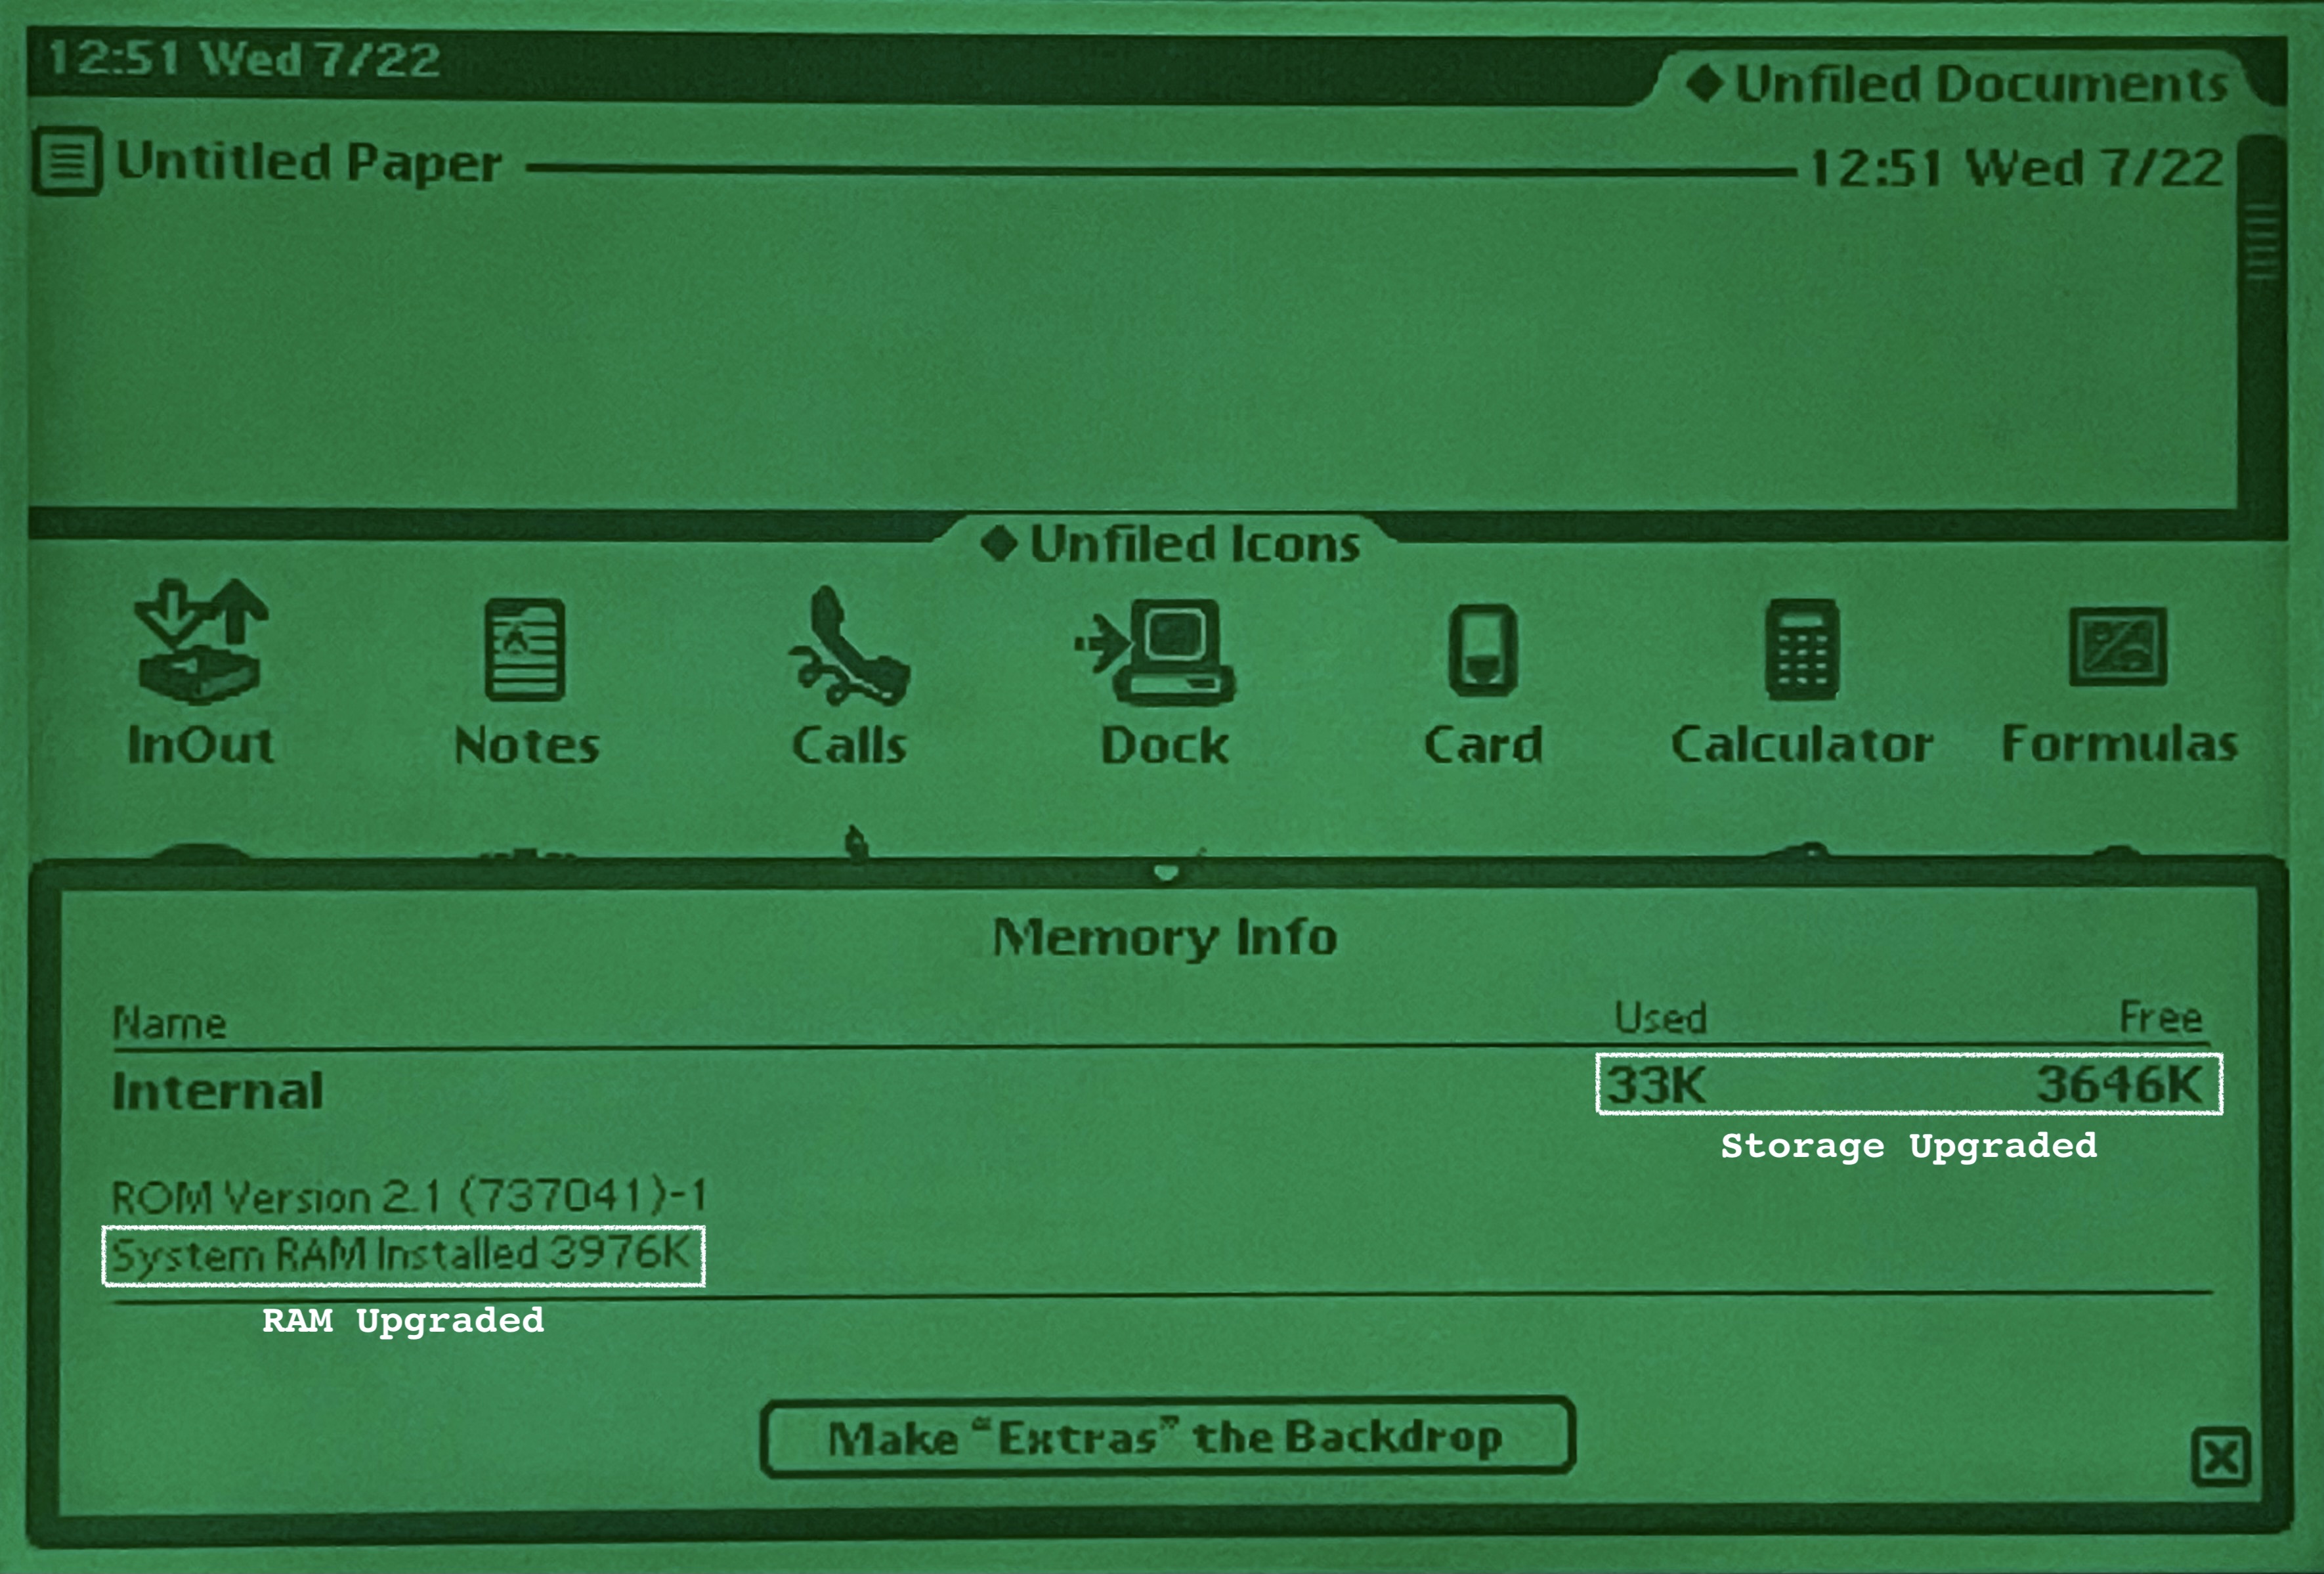 12:51 Wed 7/22
Unfiled Documents
Untitled Paper 12:51 Wed 7/22
Unfiled Icons
InOut Notes Calls Dock Card Calculator Formulas
Memory Info
Name Used Free
Internal 33K 3646K
Storage Upgraded
ROM Version 2.1 (737041)-1
System RAM Installed 3976K
RAM Upgraded
Make “Extras” the Backdrop